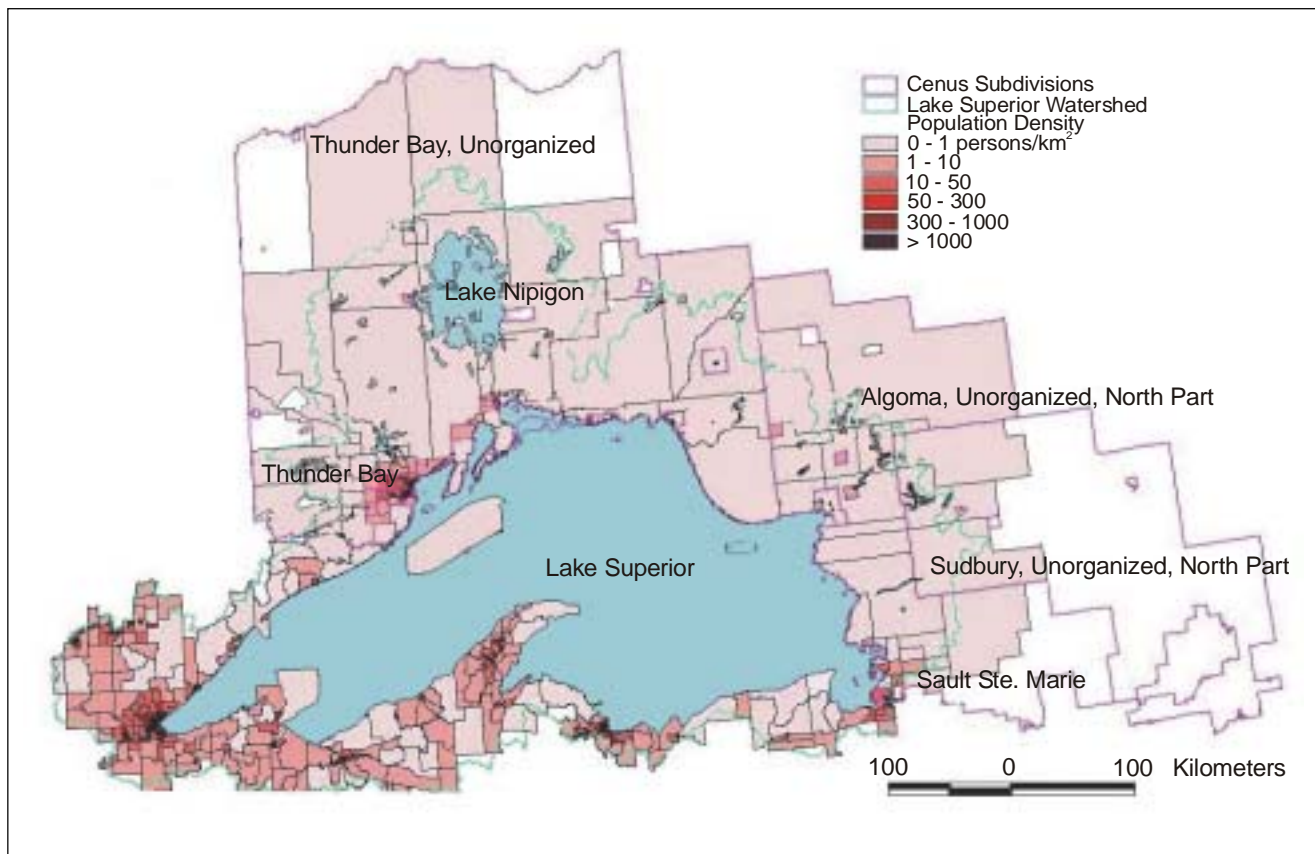 Cenus Subdivisions
Lake Superior Watershed
Population Density
0 - 1 persons/km²
1 - 10
10 - 50
50 - 300
300 - 1000
> 1000
Thunder Bay, Unorganized
Lake Nipigon
Algoma, Unorganized, North Part
Thunder Bay
Lake Superior
Sudbury, Unorganized, North Part
Sault Ste. Marie
100 0 100 Kilometers